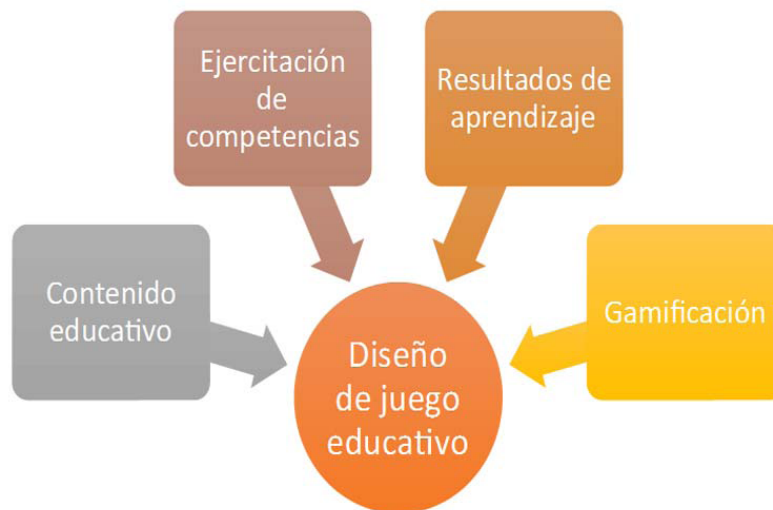 Ejercitación
de
competencias
Resultados de
aprendizaje
Contenido
educativo
Gamificación
Diseño
de juego
educativo